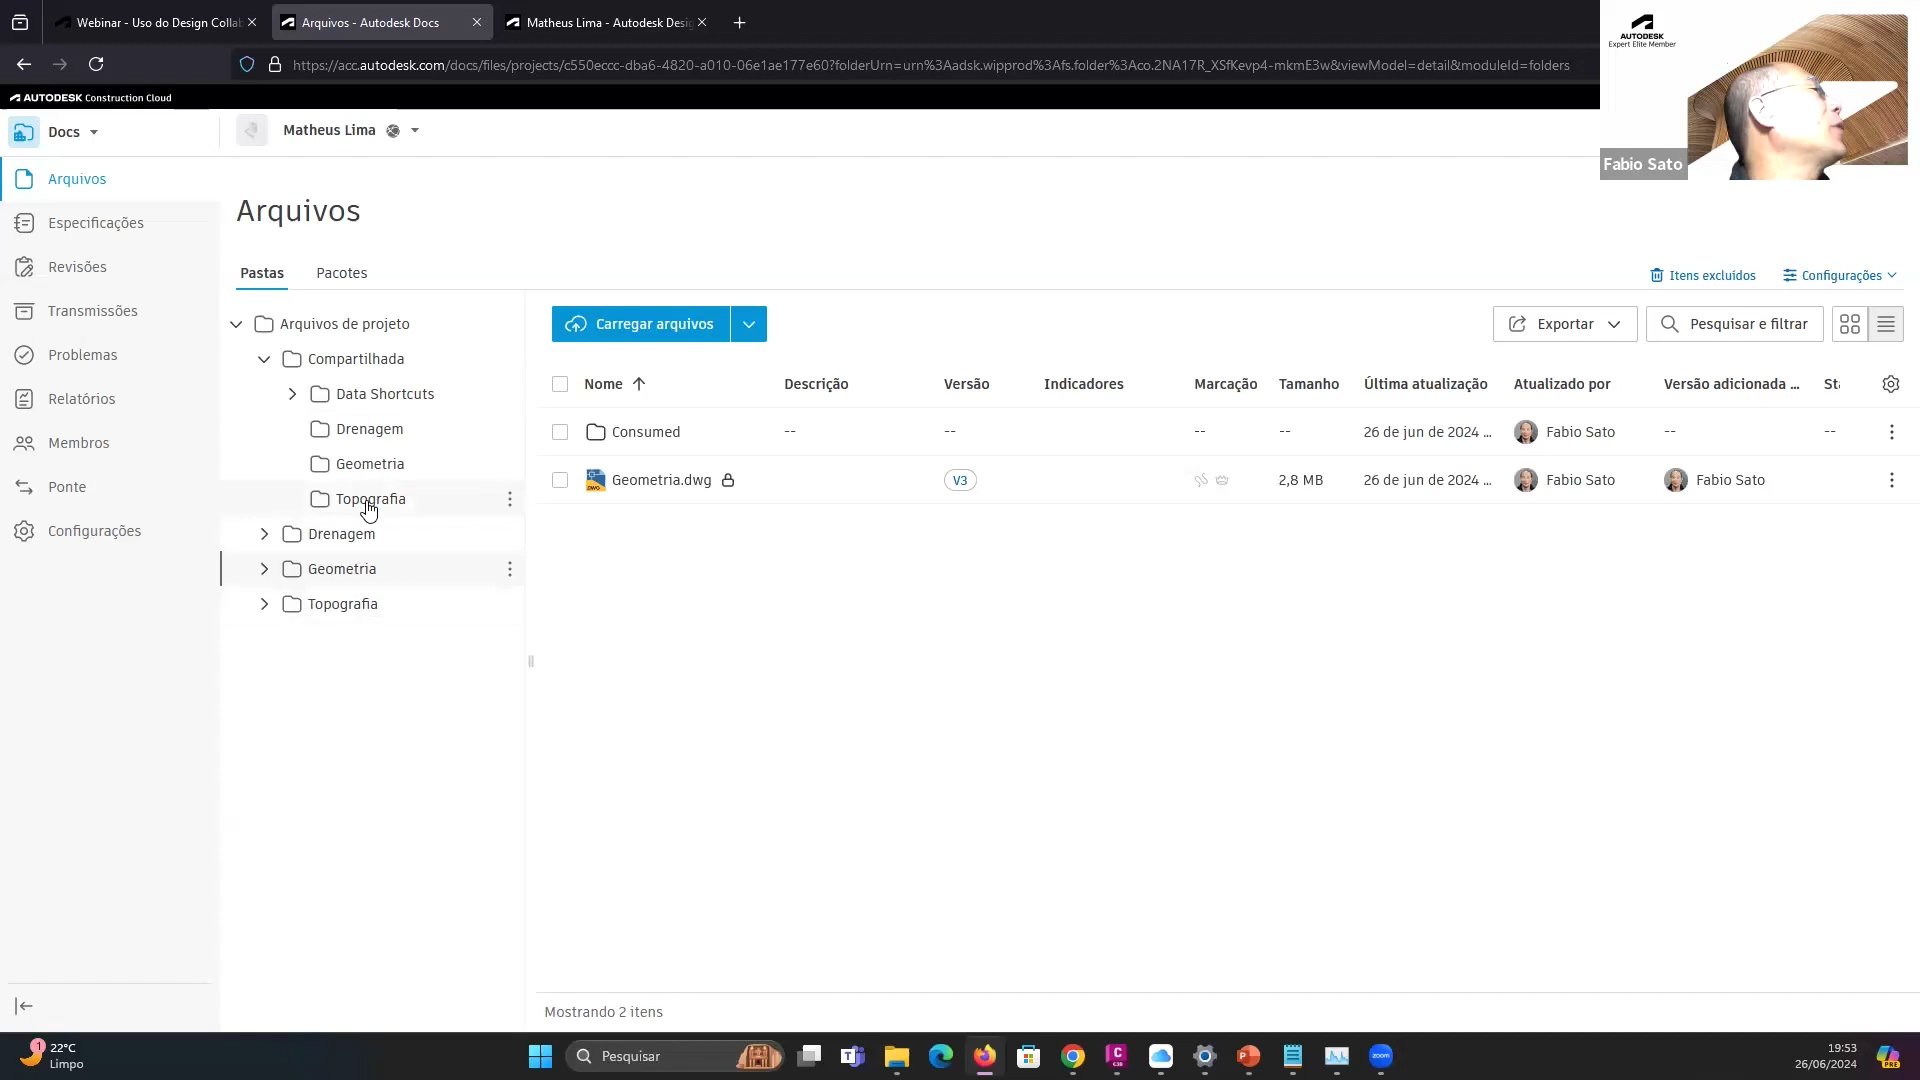 Webinar - Uso do Design Collab
Arquivos - Autodesk Docs
Matheus Lima - Autodesk Desi
https://acc.autodesk.com/docs/files/projects/c550eccc-dba6-4820-a010-06e1ae177e60?folderUrn=urn%3Aadsk.wipprod%3Afs.folder%3Aco.2NA17R_XSfKevp4-mkmE3w&viewModel=detail&moduleId=folders
AUTODESK Construction Cloud
AUTODESK
Expert Elite Member
Fabio Sato
Docs
Matheus Lima
Arquivos
Especificações
Revisões
Transmissões
Problemas
Relatórios
Membros
Ponte
Configurações
Arquivos
Pastas Pacotes
Itens excluídos Configurações
Arquivos de projeto
Compartilhada
Data Shortcuts
Drenagem
Geometria
Topografia
Drenagem
Geometria
Topografia
Carregar arquivos
Exportar
Pesquisar e filtrar
Nome Descrição Versão Indicadores Marcação Tamanho Última atualização Atualizado por Versão adicionada ... St
Consumed -- -- -- -- 26 de jun de 2024 ... Fabio Sato -- --
DWG Geometria.dwg V3 2,8 MB 26 de jun de 2024 ... Fabio Sato Fabio Sato
Mostrando 2 itens
1
22°C
Limpo
Pesquisar
T
C
C3D
P
zoom
19:53
26/06/2024
PRE